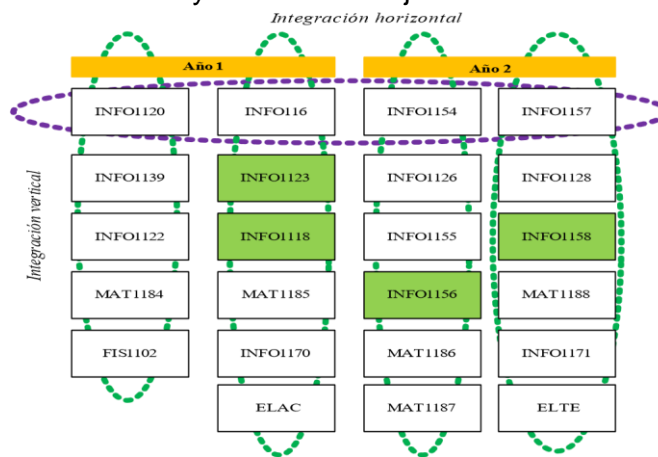 Integración horizontal
Año 1 Año 2
INFO1120 INFO116 INFO1154 INFO1157
INFO1139 INFO1123 INFO1126 INFO1128
INFO1122 INFO1118 INFO1155 INFO1158
MAT1184 MAT1185 INFO1156 MAT1188
FIS1102 INFO1170 MAT1186 INFO1171
ELAC MAT1187 ELTE
Integración vertical